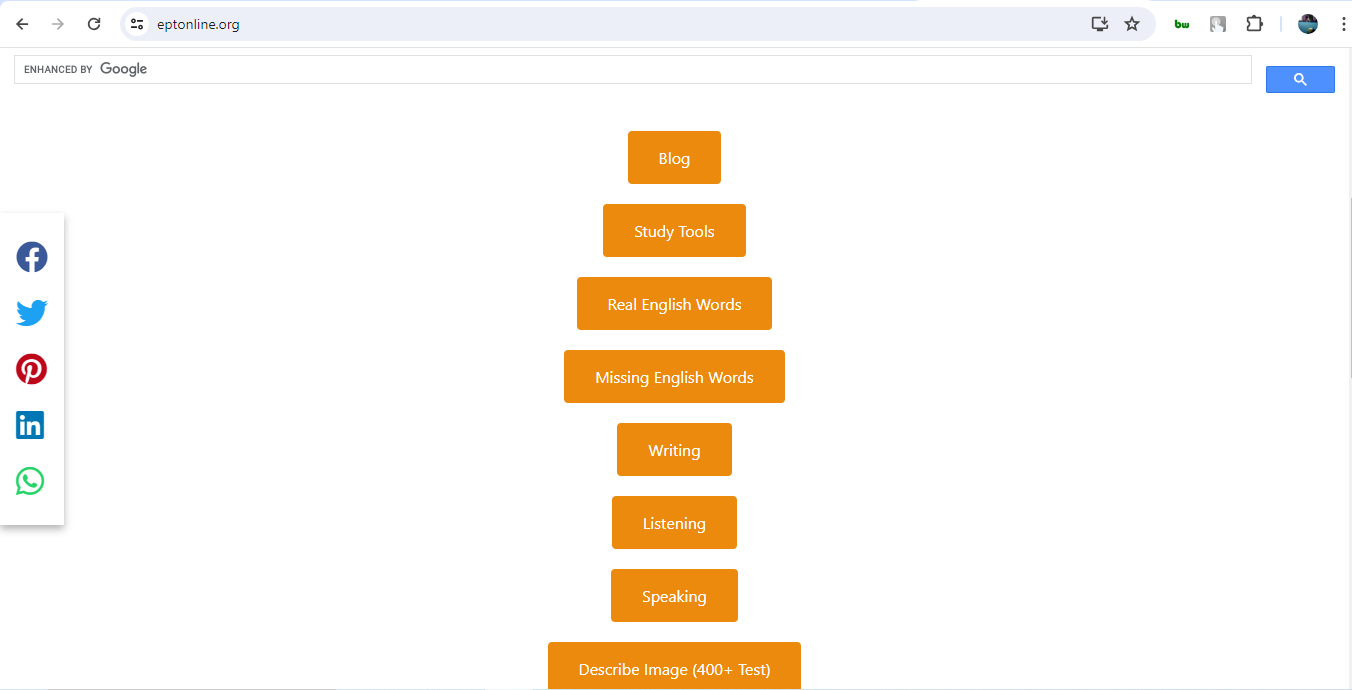 eptonline.org
bw
ENHANCED BY Google
Blog
Study Tools
Real English Words
Missing English Words
Writing
Listening
Speaking
Describe Image (400+ Test)